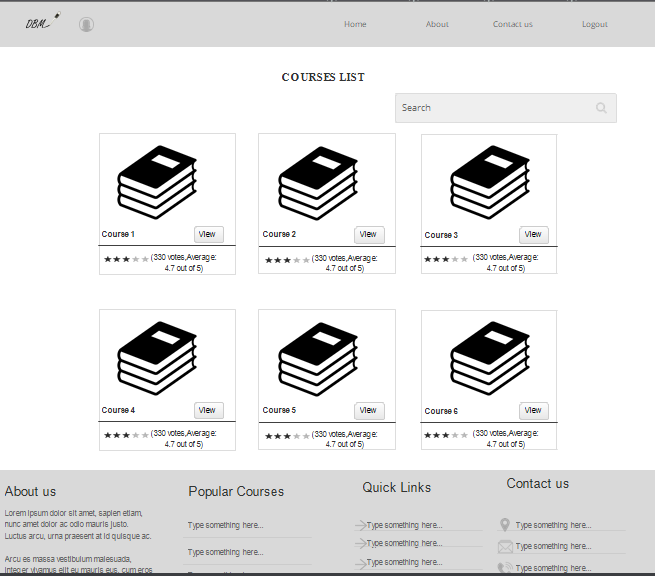 DBM
Home About Contact us Logout
COURSES LIST
Search
Course 1 View
(330 votes,Average:
4.7 out of 5)
Course 2 View
(330 votes,Average:
4.7 out of 5)
Course 3 View
(330 votes,Average:
4.7 out of 5)
Course 4 View
(330 votes,Average:
4.7 out of 5)
Course 5 View
(330 votes,Average:
4.7 out of 5)
Course 6 View
(330 votes,Average:
4.7 out of 5)
About us
Lorem ipsum dolor sit amet, sapien etiam,
nunc amet dolor ac odio mauris justo.
Luctus arcu, urna praesent at id quisque ac.
Arcu es massa vestibulum malesuada,
integer vivamus elit eu mauris eus, cum eros
Popular Courses
Type something here...
Type something here...
Quick Links
Type something here...
Type something here...
Type something here...
Contact us
Type something here...
Type something here...
Type something here...